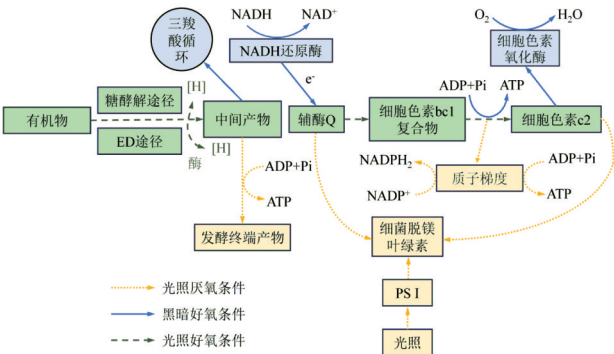 三羧
酸循
环
NADH
NAD⁺
NADH还原酶
e⁻
O₂
H₂O
细胞色素
氧化酶
有机物
糖酵解途径
ED途径
[H]
酶
[H]
中间产物
辅酶Q
细胞色素bc1
复合物
ADP+Pi
ATP
细胞色素c2
ADP+Pi
ATP
NADPH₂
NADP⁺
质子梯度
ADP+Pi
ATP
发酵终端产物
细菌脱镁
叶绿素
PS I
光照
光照厌氧条件
黑暗好氧条件
光照好氧条件